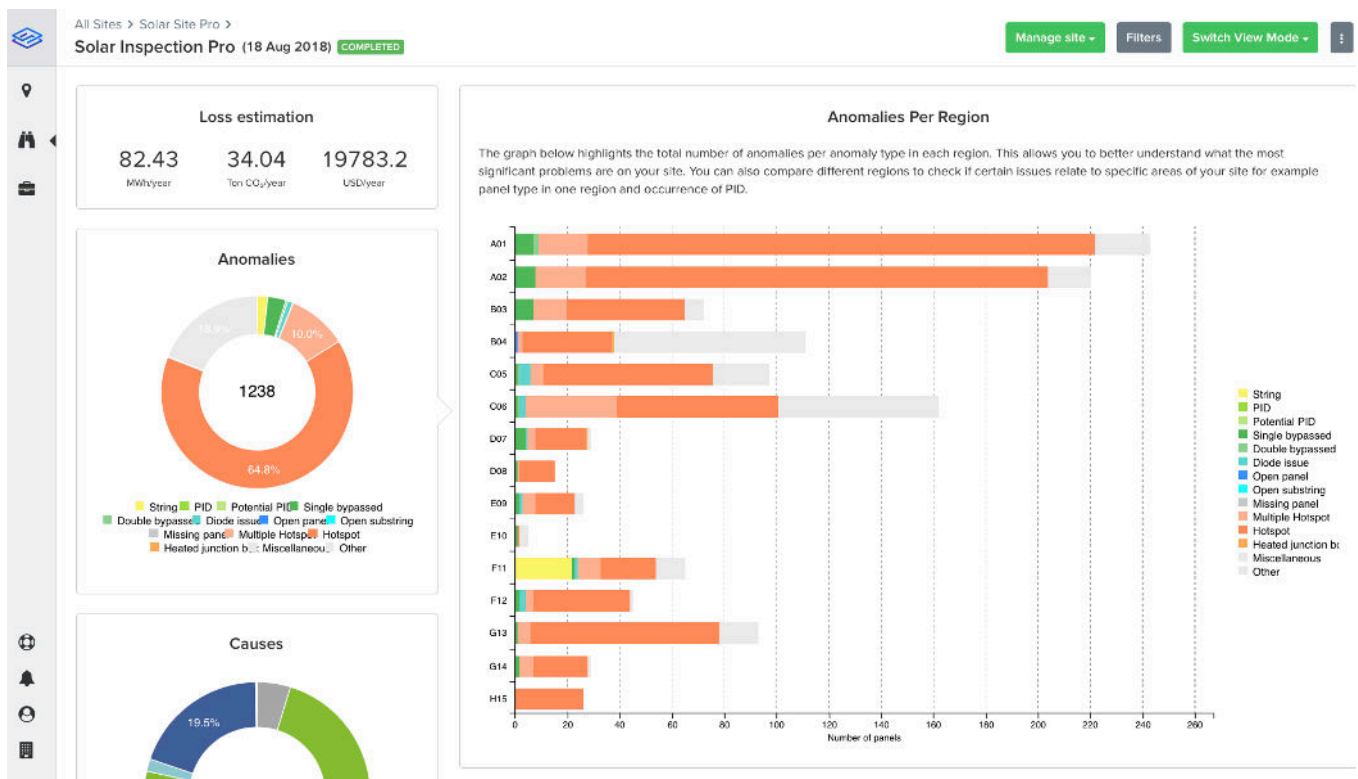 All Sites > Solar Site Pro >
Solar Inspection Pro (18 Aug 2018) COMPLETED
Manage site
Filters
Switch View Mode
Loss estimation
82.43
34.04
19783.2
MWh/year
Ton CO₂/year
USD/year
Anomalies
18.9%
10.0%
1238
64.8%
String PID Potential PID Single bypassed
Double bypasse Diode issue Open pane Open substring
Missing pane Multiple Hotsp Hotspot
Heated junction b Miscellaneou Other
Causes
19.5%
Anomalies Per Region
The graph below highlights the total number of anomalies per anomaly type in each region. This allows you to better understand what the most
significant problems are on your site. You can also compare different regions to check if certain issues relate to specific areas of your site for example
panel type in one region and occurrence of PID.
A01
A02
B03
B04
C05
C06
D07
D08
E09
E10
F11
F12
G13
G14
H15
0 20 40 60 80 100 120 140 160 180 200 220 240 260
Number of panels
String
PID
Potential PID
Single bypassed
Double bypassed
Diode issue
Open panel
Open substring
Missing panel
Multiple Hotspot
Hotspot
Heated junction bo
Miscellaneous
Other